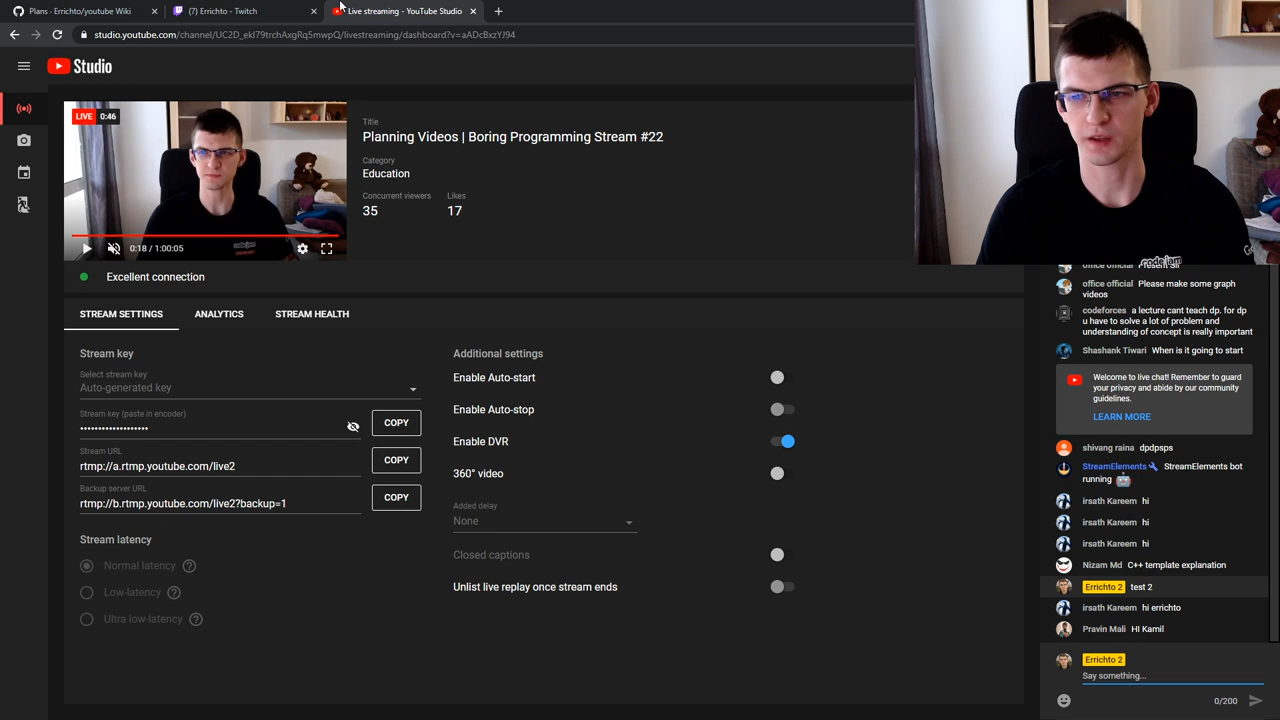 Plans - Errichto/youtube Wiki
(7) Errichto - Twitch
Live streaming - YouTube Studio
studio.youtube.com/channel/UC2D_ekI79trchAxgRq5mwpQ/livestreaming/dashboard?v=aADcBxzYJ94
Studio
LIVE 0:46
0:18 / 1:00:05
Title
Planning Videos | Boring Programming Stream #22
Category
Education
Concurrent viewers
Likes
35
17
Excellent connection
STREAM SETTINGS
ANALYTICS
STREAM HEALTH
Stream key
Select stream key
Auto-generated key
Stream key (paste in encoder)
•••••••••••••••••••
COPY
Stream URL
rtmp://a.rtmp.youtube.com/live2
COPY
Backup server URL
rtmp://b.rtmp.youtube.com/live2?backup=1
COPY
Stream latency
Normal latency
Low-latency
Ultra low-latency
Additional settings
Enable Auto-start
Enable Auto-stop
Enable DVR
360° video
Added delay
None
Closed captions
Unlist live replay once stream ends
code jam
office official Present Sir
office official Please make some graph
videos
codeforces a lecture cant teach dp. for dp
u have to solve a lot of problem and
understanding of concept is really important
Shashank Tiwari When is it going to start
Welcome to live chat! Remember to guard
your privacy and abide by our community
guidelines.
LEARN MORE
shivang raina dpdpsps
StreamElements StreamElements bot
running
irsath Kareem hi
irsath Kareem hi
irsath Kareem hi
Nizam Md C++ template explanation
Errichto 2 test 2
irsath Kareem hi errichto
Pravin Mali HI Kamil
Errichto 2
Say something...
0/200